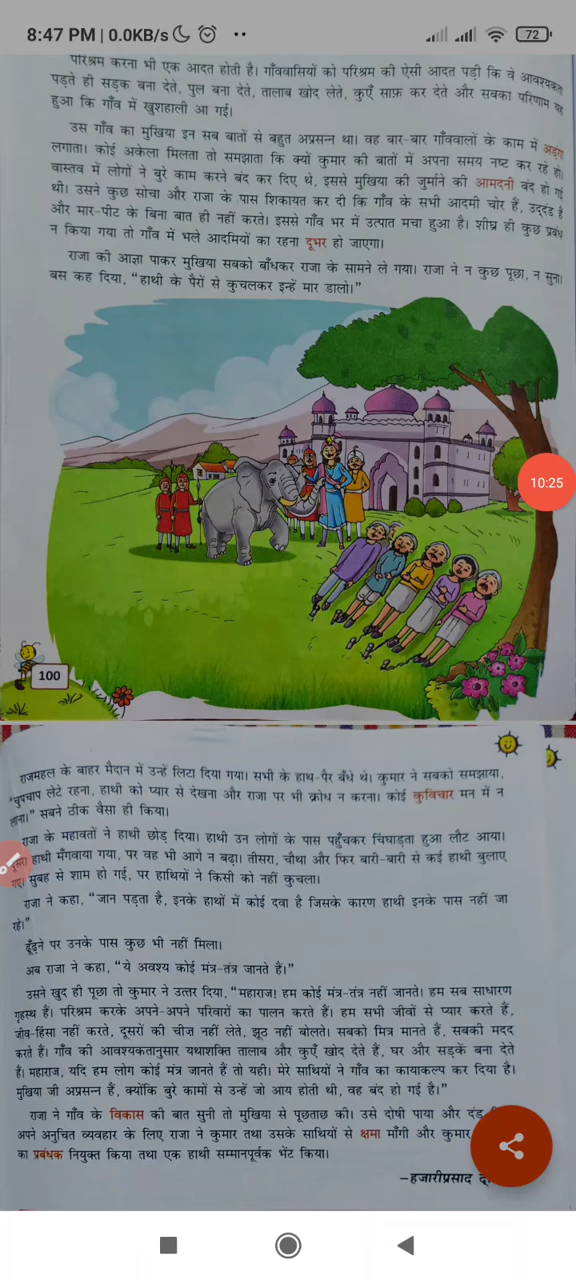 8:47 PM | 0.0KB/s
72
परिश्रम करना भी एक आदत होती है। गाँववासियों को परिश्रम की ऐसी आदत पड़ी कि वे आवश्यकता
पड़ते ही सड़क बना देते, पुल बना देते, तालाब खोद लेते, कुएँ साफ़ कर देते और सबका परिणाम यह
हुआ कि गाँव में खुशहाली आ गई।
उस गाँव का मुखिया इन सब बातों से बहुत अप्रसन्न था। वह बार-बार गाँववालों के काम में अड़ंगा
लगाता। कोई अकेला मिलता तो समझाता कि क्यों कुमार की बातों में अपना समय नष्ट कर रहे हो।
वास्तव में लोगों ने बुरे काम करने बंद कर दिए थे, इससे मुखिया की जुर्माने की आमदनी बंद हो गई
थी। उसने कुछ सोचा और राजा के पास शिकायत कर दी कि गाँव के सभी आदमी चोर हैं, उद्दंड हैं
और मार-पीट के बिना बात ही नहीं करते। इससे गाँव भर में उत्पात मचा हुआ है। शीघ्र ही कुछ प्रबंध
न किया गया तो गाँव में भले आदमियों का रहना दूभर हो जाएगा।
राजा की आज्ञा पाकर मुखिया सबको बाँधकर राजा के सामने ले गया। राजा ने न कुछ पूछा, न सुना।
बस कह दिया, “हाथी के पैरों से कुचलकर इन्हें मार डालो।”
10:25
100
राजमहल के बाहर मैदान में उन्हें लिटा दिया गया। सभी के हाथ-पैर बँधे थे। कुमार ने सबको समझाया,
“चुपचाप लेटे रहना, हाथी को प्यार से देखना और राजा पर भी क्रोध न करना। कोई कुविचार मन में न
लाना।” सबने ठीक वैसा ही किया।
राजा के महावतों ने हाथी छोड़ दिया। हाथी उन लोगों के पास पहुँचकर चिंघाड़ता हुआ लौट आया।
दूसरा हाथी मँगवाया गया, पर वह भी आगे न बढ़ा। तीसरा, चौथा और फिर बारी-बारी से कई हाथी बुलाए
गए। सुबह से शाम हो गई, पर हाथियों ने किसी को नहीं कुचला।
राजा ने कहा, “जान पड़ता है, इनके हाथों में कोई दवा है जिसके कारण हाथी इनके पास नहीं जा
रहे।”
ढूँढ़ने पर उनके पास कुछ भी नहीं मिला।
अब राजा ने कहा, “ये अवश्य कोई मंत्र-तंत्र जानते हैं।”
उसने खुद ही पूछा तो कुमार ने उत्तर दिया, “महाराज! हम कोई मंत्र-तंत्र नहीं जानते। हम सब साधारण
गृहस्थ हैं। परिश्रम करके अपने-अपने परिवारों का पालन करते हैं। हम सभी जीवों से प्यार करते हैं,
जीव-हिंसा नहीं करते, दूसरों की चीज़ नहीं लेते, झूठ नहीं बोलते। सबको मित्र मानते हैं, सबकी मदद
करते हैं। गाँव की आवश्यकतानुसार यथाशक्ति तालाब और कुएँ खोद देते हैं, घर और सड़कें बना देते
हैं। महाराज, यदि हम लोग कोई मंत्र जानते हैं तो यही। मेरे साथियों ने गाँव का कायाकल्प कर दिया है।
मुखिया जी अप्रसन्न हैं, क्योंकि बुरे कामों से उन्हें जो आय होती थी, वह बंद हो गई है।”
राजा ने गाँव के विकास की बात सुनी तो मुखिया से पूछताछ की। उसे दोषी पाया और दंड
अपने अनुचित व्यवहार के लिए राजा ने कुमार तथा उसके साथियों से क्षमा माँगी और कुमार
का प्रबंधक नियुक्त किया तथा एक हाथी सम्मानपूर्वक भेंट किया।
—हजारीप्रसाद